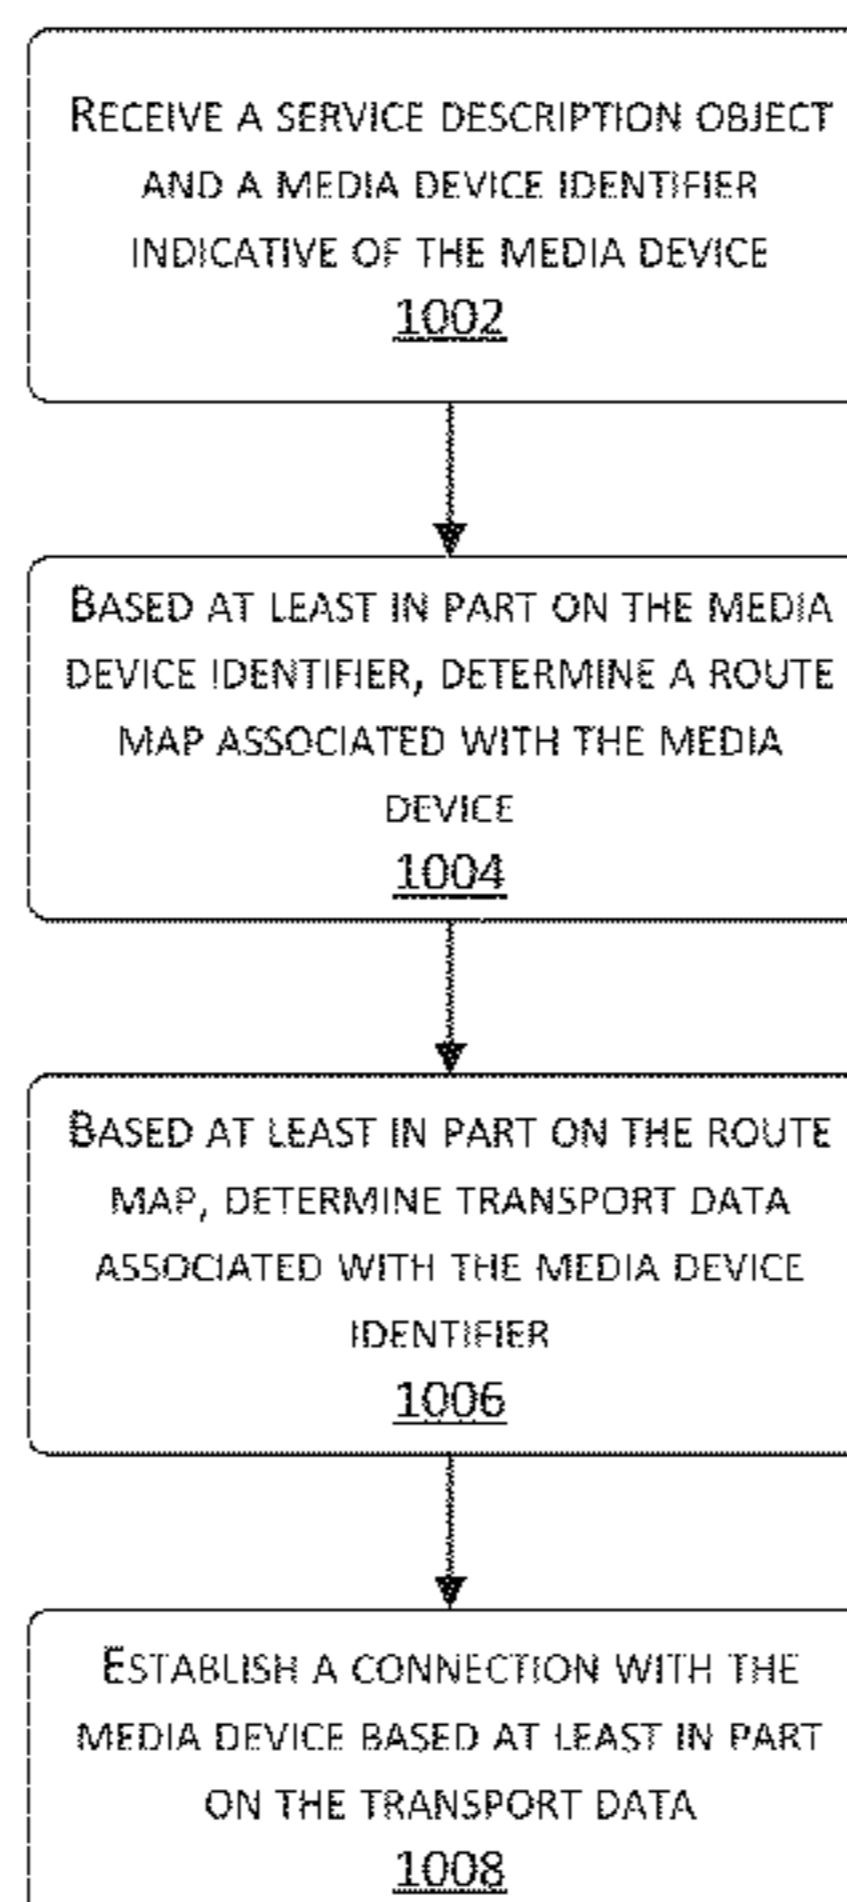 RECEIVE A SERVICE DESCRIPTION OBJECT
AND A MEDIA DEVICE IDENTIFIER
INDICATIVE OF THE MEDIA DEVICE
1002
BASED AT LEAST IN PART ON THE MEDIA
DEVICE IDENTIFIER, DETERMINE A ROUTE
MAP ASSOCIATED WITH THE MEDIA
DEVICE
1004
BASED AT LEAST IN PART ON THE ROUTE
MAP, DETERMINE TRANSPORT DATA
ASSOCIATED WITH THE MEDIA DEVICE
IDENTIFIER
1006
ESTABLISH A CONNECTION WITH THE
MEDIA DEVICE BASED AT LEAST IN PART
ON THE TRANSPORT DATA
1008